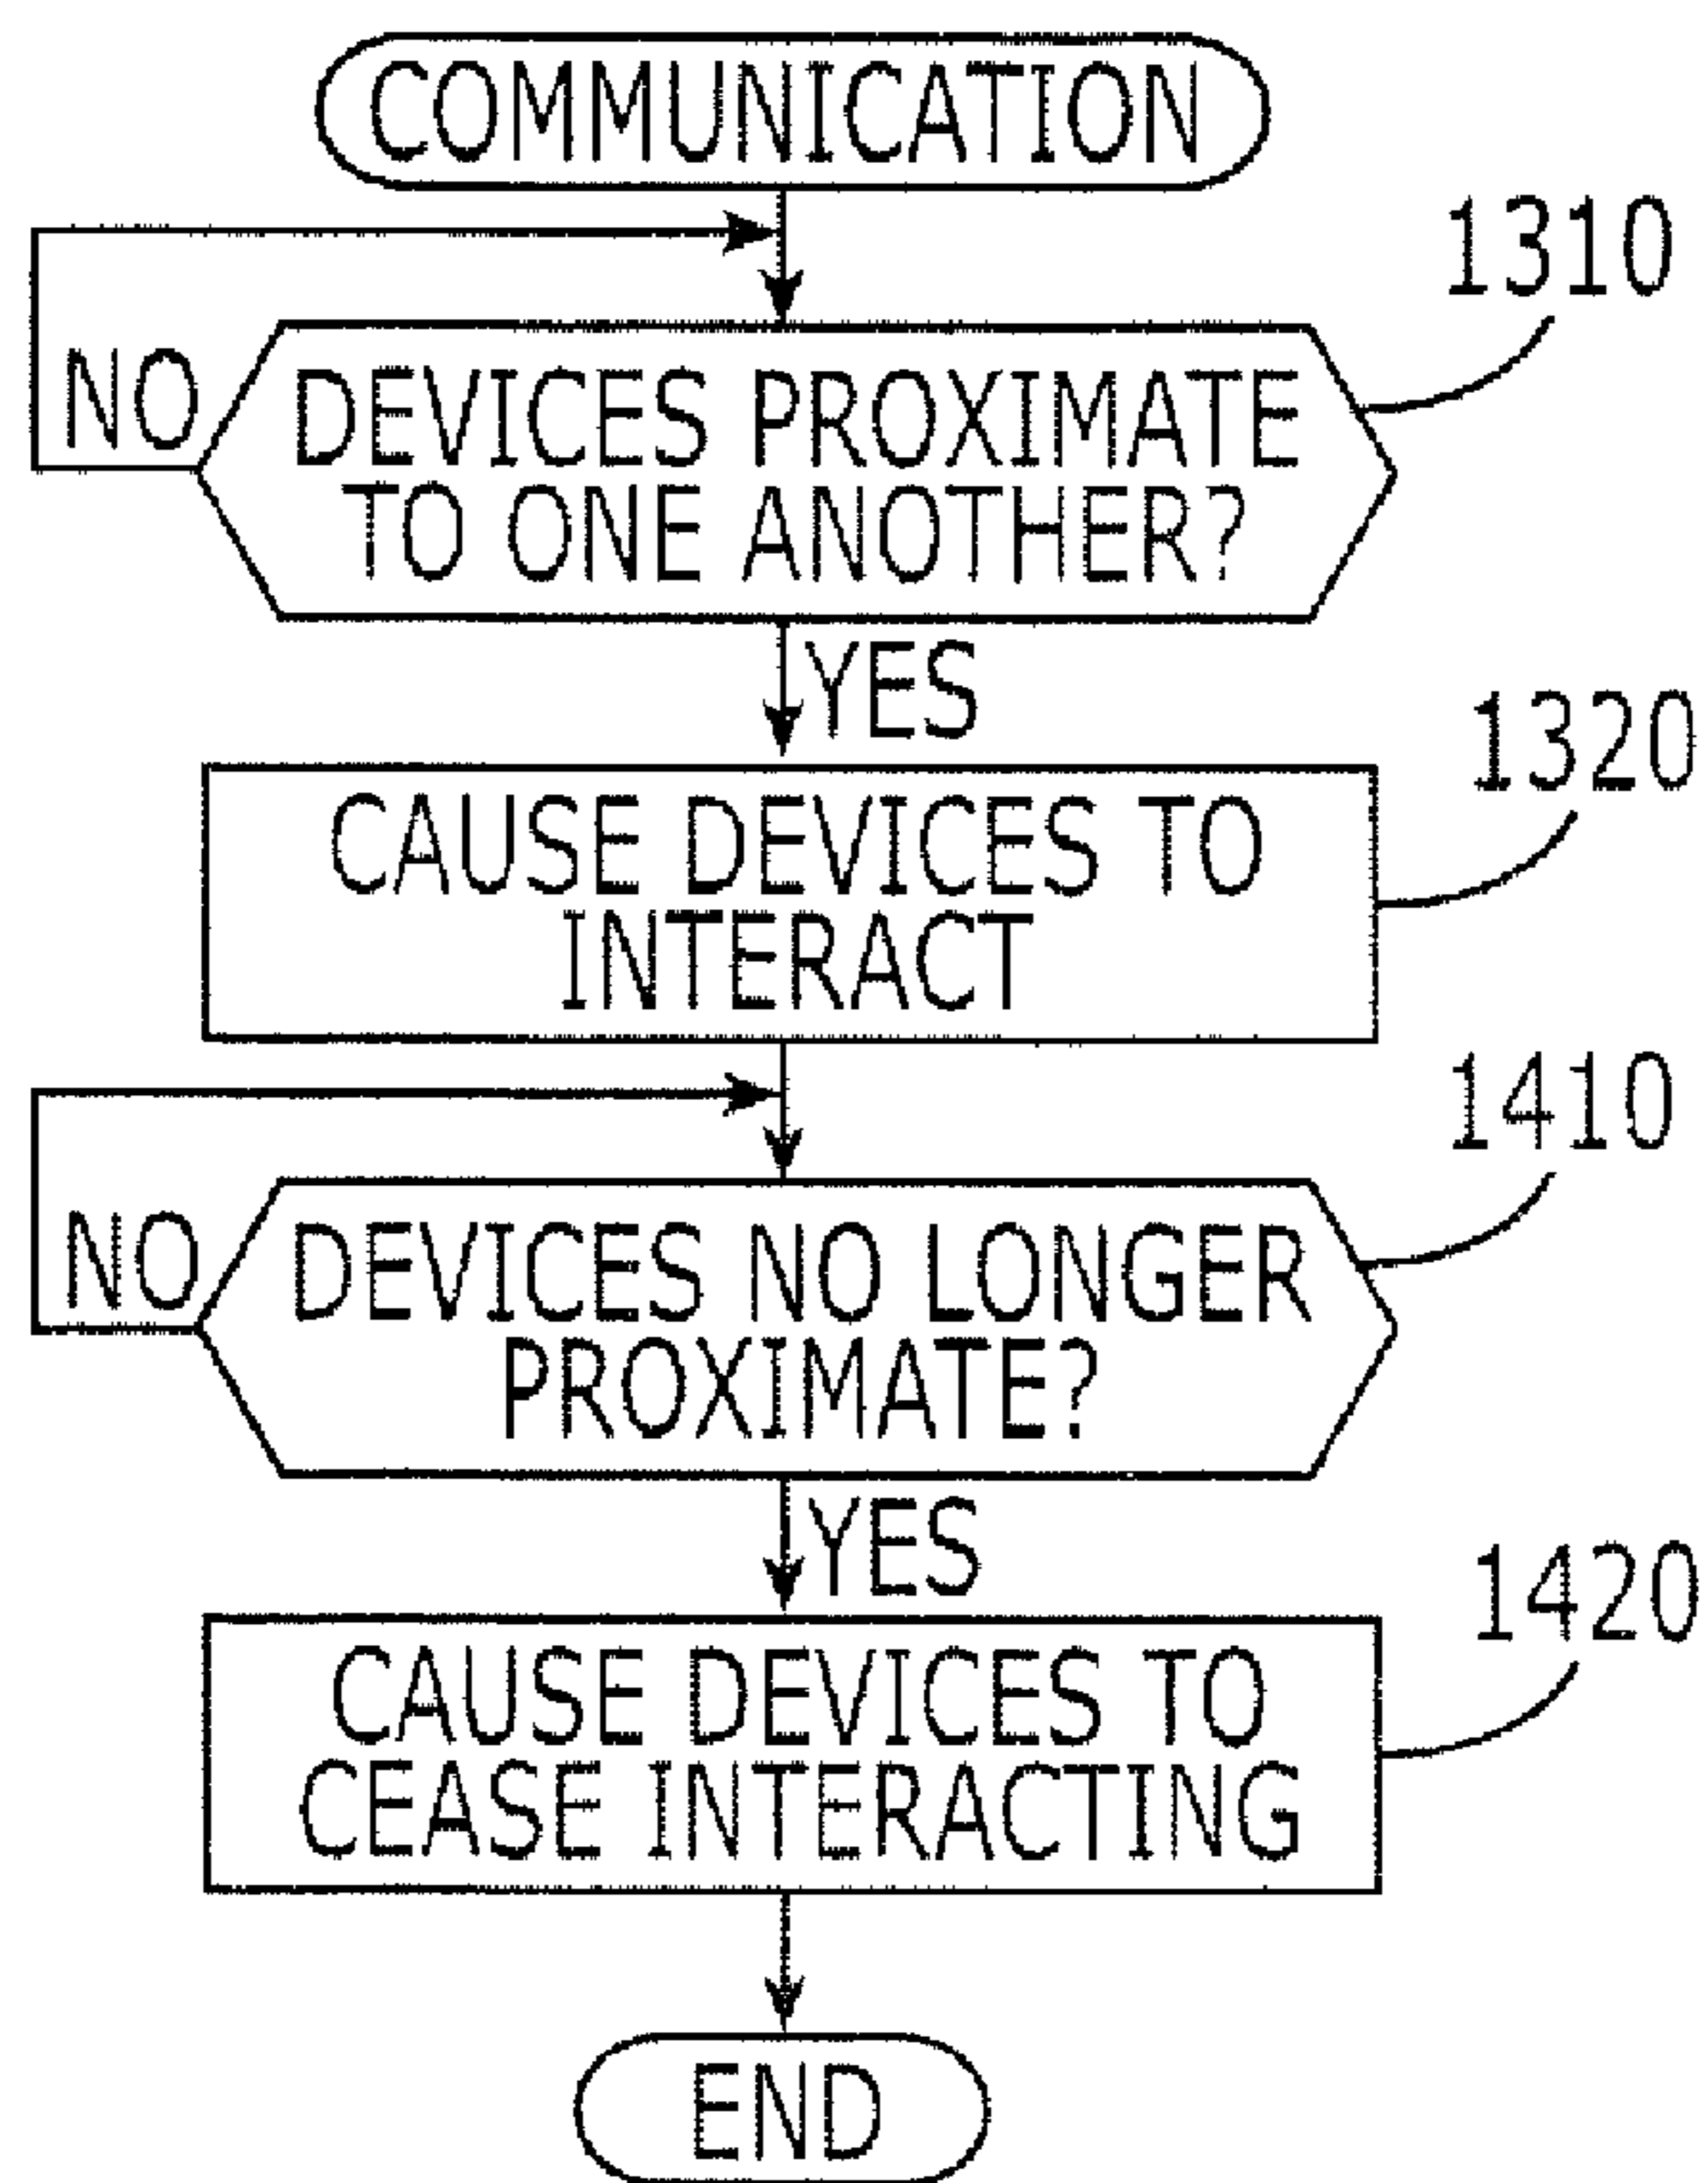 COMMUNICATION
1310
NO
DEVICES PROXIMATE
TO ONE ANOTHER?
YES
1320
CAUSE DEVICES TO
INTERACT
1410
NO
DEVICES NO LONGER
PROXIMATE?
YES
1420
CAUSE DEVICES TO
CEASE INTERACTING
END